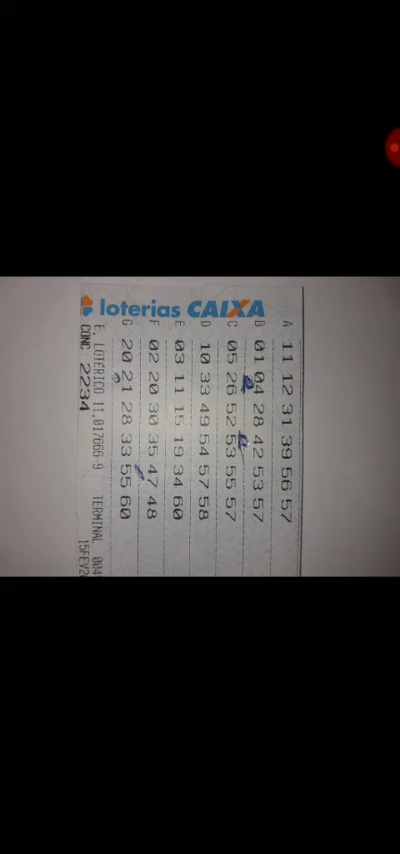 loterias CAIXA
A 11 12 31 39 56 57
B 01 04 28 42 53 57
C 05 26 52 53 55 57
D 10 33 49 54 57 58
E 03 11 15 19 34 60
F 02 20 30 35 47 48
G 20 21 28 33 55 60
E. LOTÉRICO 11.017666-9 TERMINAL 004
CONC 2234 15FEV20